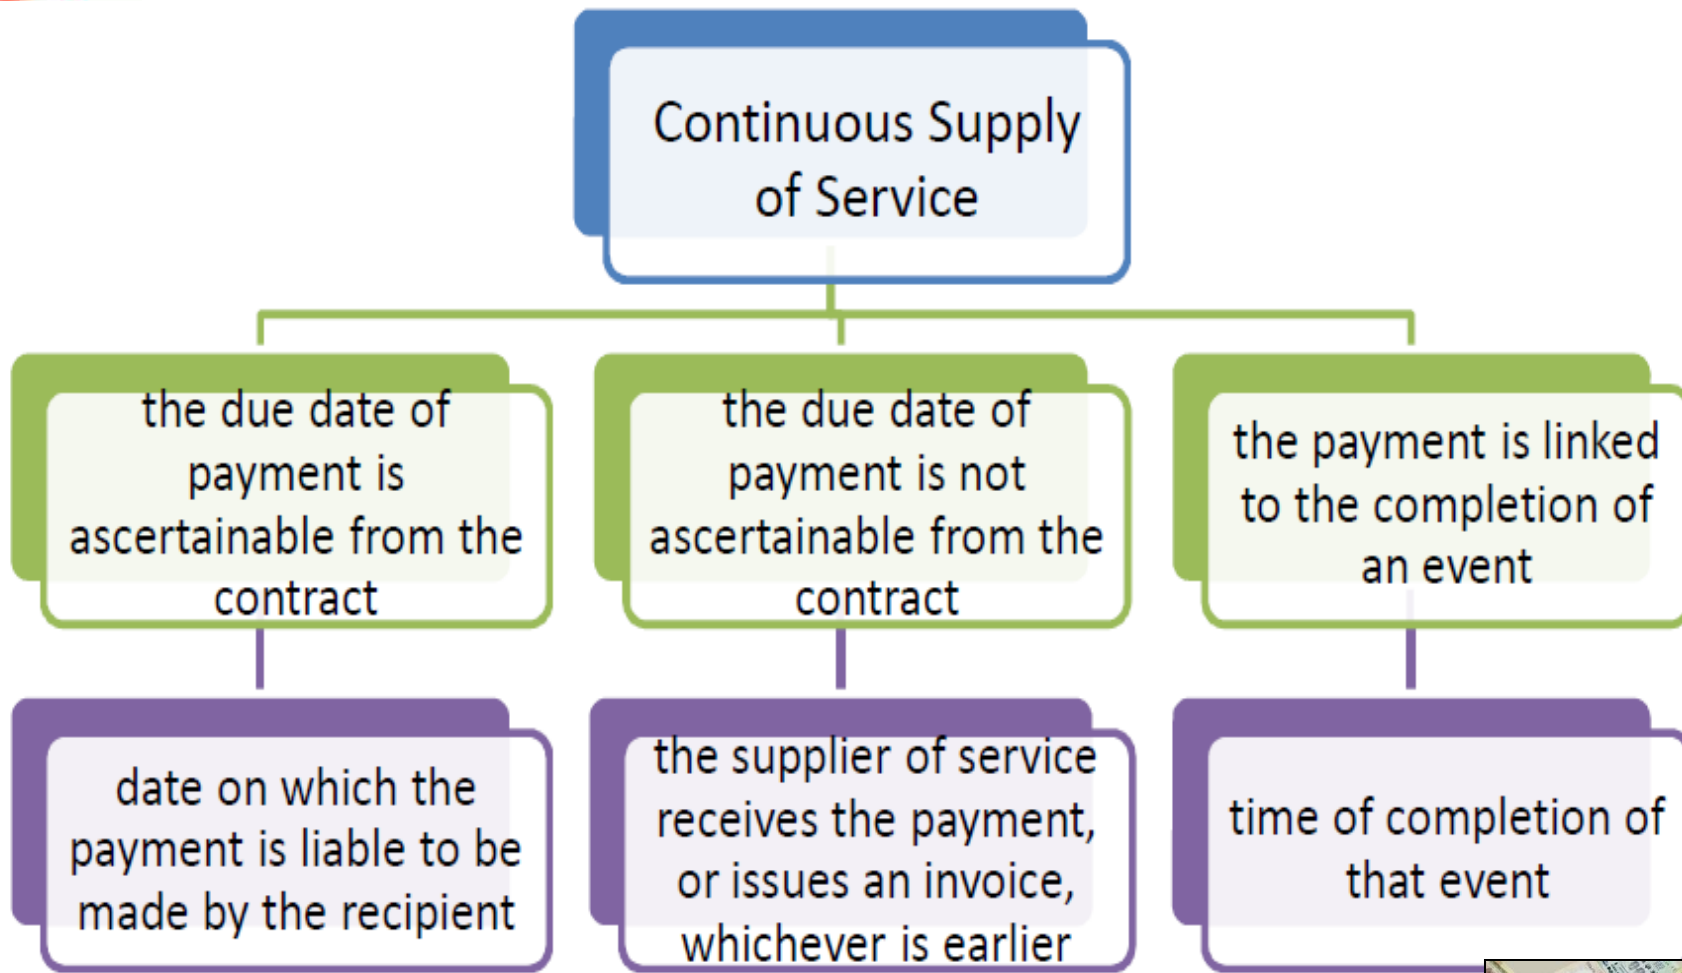 Continuous Supply
of Service
the due date of
payment is
ascertainable from the
contract
the due date of
payment is not
ascertainable from the
contract
the payment is linked
to the completion of
an event
date on which the
payment is liable to be
made by the recipient
the supplier of service
receives the payment,
or issues an invoice,
whichever is earlier
time of completion of
that event